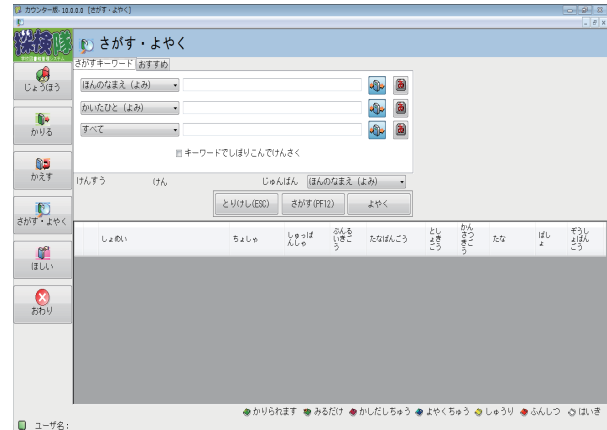 カウンター版- 10.0.0.0 [さがす・よやく]
探検隊
さがす・よやく
さがすキーワード おすすめ
じょうほう
かりる
かえす
さがす・よやく
ほしい
おわり
ほんのなまえ (よみ)
かいたひと (よみ)
すべて
キーワードでしぼりこんでけんさく
けんすう けん じゅんばん ほんのなまえ (よみ)
とりけし(ESC) さがす(PF12) よやく
しょめい ちょしゃ しゅっぱんしゃ ぶんるいきごう たなばんごう としょきごう かんさつきごう たな ばしょ ぞうしょばんごう
かりられます みるだけ かしだしちゅう よやくちゅう しゅうり ふんしつ はいき
ユーザ名: